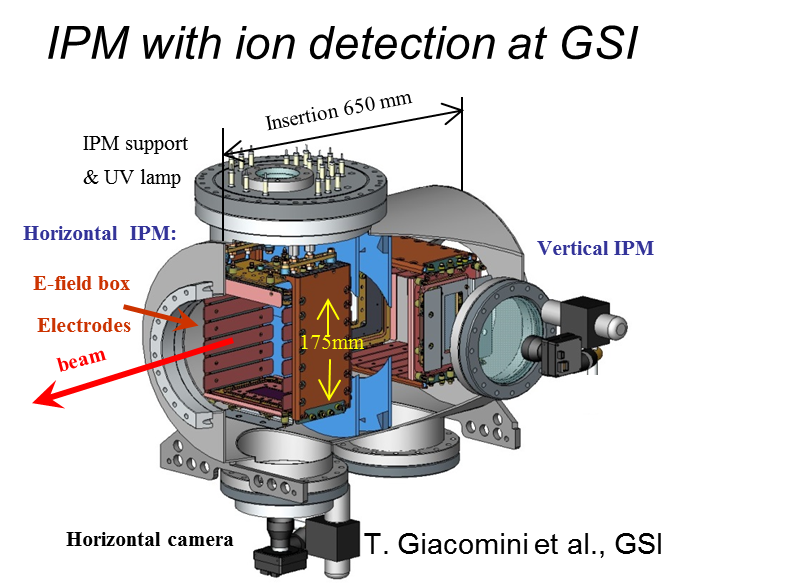 IPM with ion detection at GSI
Insertion 650 mm
IPM support
& UV lamp
Horizontal IPM:
Vertical IPM
E-field box
Electrodes
175mm
beam
Horizontal camera
T. Giacomini et al., GSI